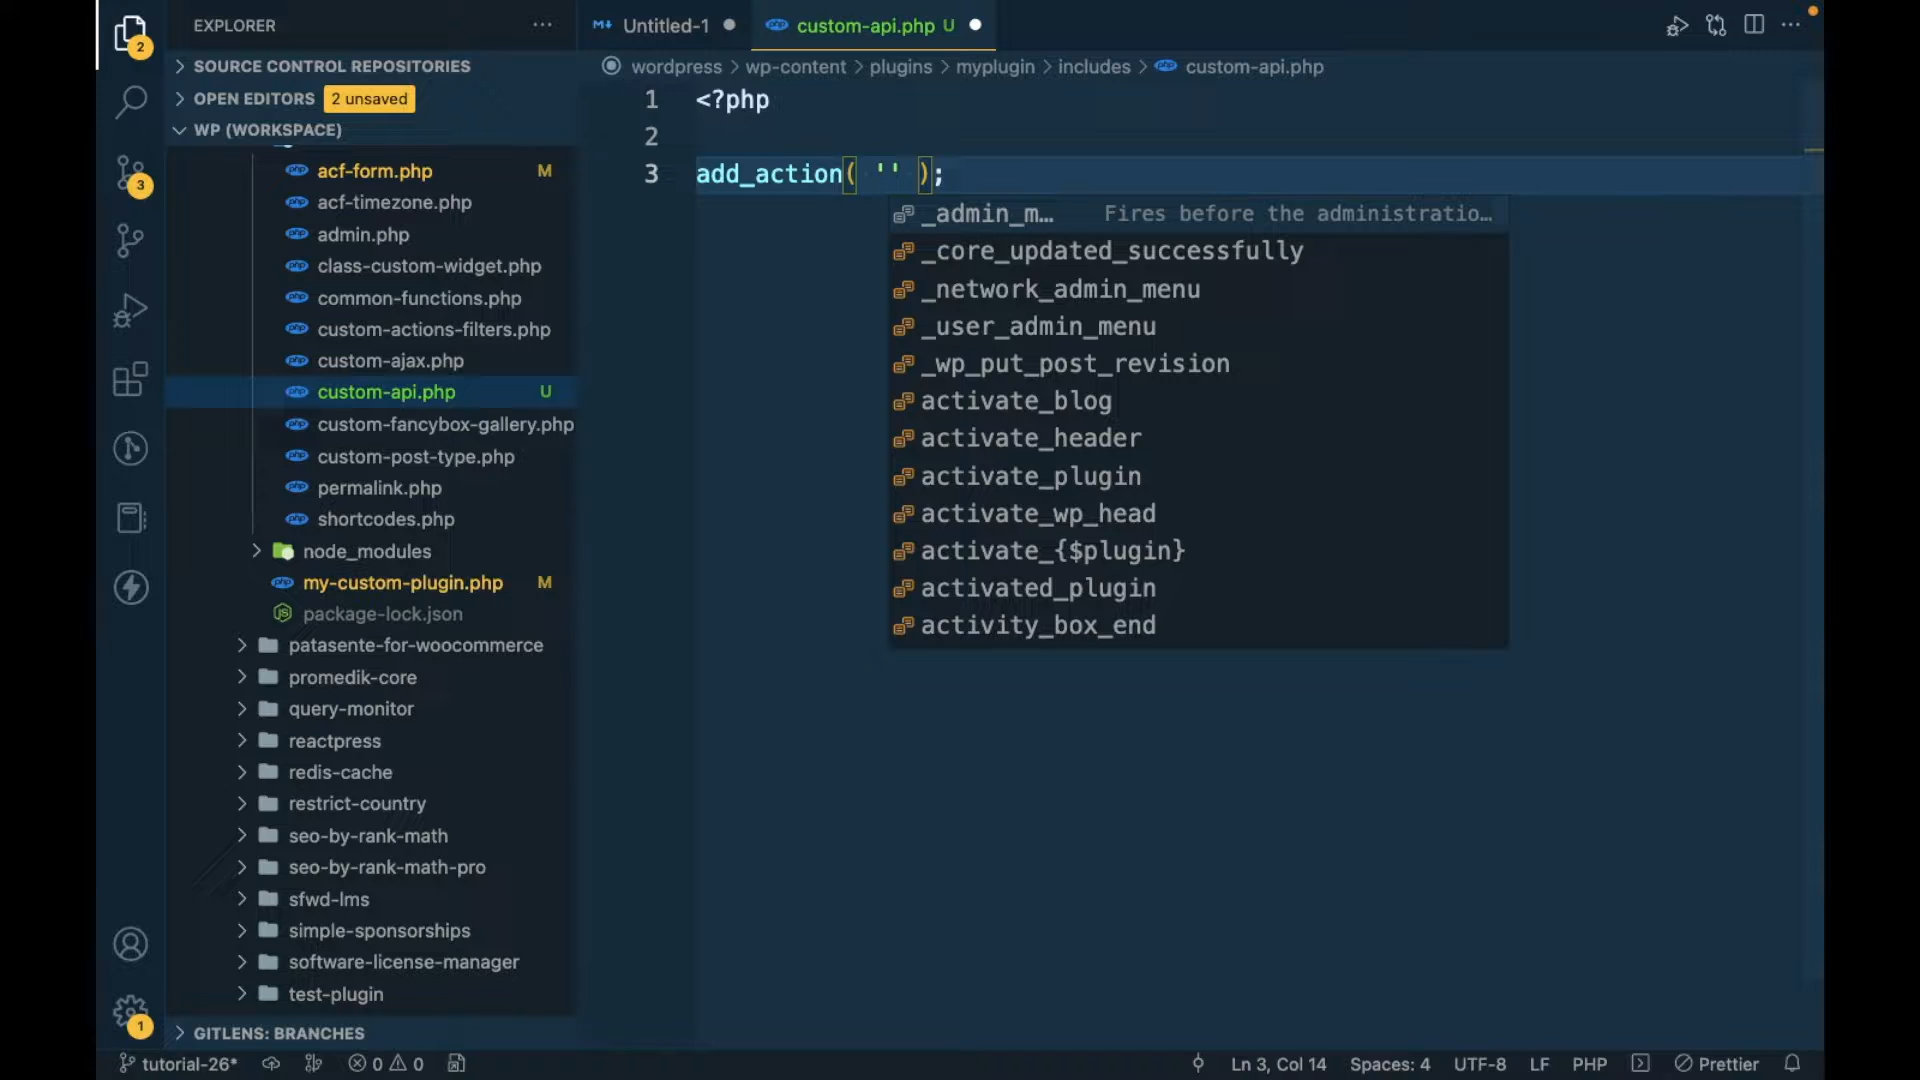 EXPLORER
SOURCE CONTROL REPOSITORIES
OPEN EDITORS 2 unsaved
WP (WORKSPACE)
acf-form.php M
acf-timezone.php
admin.php
class-custom-widget.php
common-functions.php
custom-actions-filters.php
custom-ajax.php
custom-api.php U
custom-fancybox-gallery.php
custom-post-type.php
permalink.php
shortcodes.php
node_modules
my-custom-plugin.php M
package-lock.json
patasente-for-woocommerce
promedik-core
query-monitor
reactpress
redis-cache
restrict-country
seo-by-rank-math
seo-by-rank-math-pro
sfwd-lms
simple-sponsorships
software-license-manager
test-plugin
GITLENS: BRANCHES
2
3
1
Untitled-1
custom-api.php U
wordpress > wp-content > plugins > myplugin > includes > custom-api.php
1 <?php
2
3 add_action( '' );
_admin_m… Fires before the administratio…
_core_updated_successfully
_network_admin_menu
_user_admin_menu
_wp_put_post_revision
activate_blog
activate_header
activate_plugin
activate_wp_head
activate_{$plugin}
activated_plugin
activity_box_end
tutorial-26* 0 0 Ln 3, Col 14 Spaces: 4 UTF-8 LF PHP Prettier